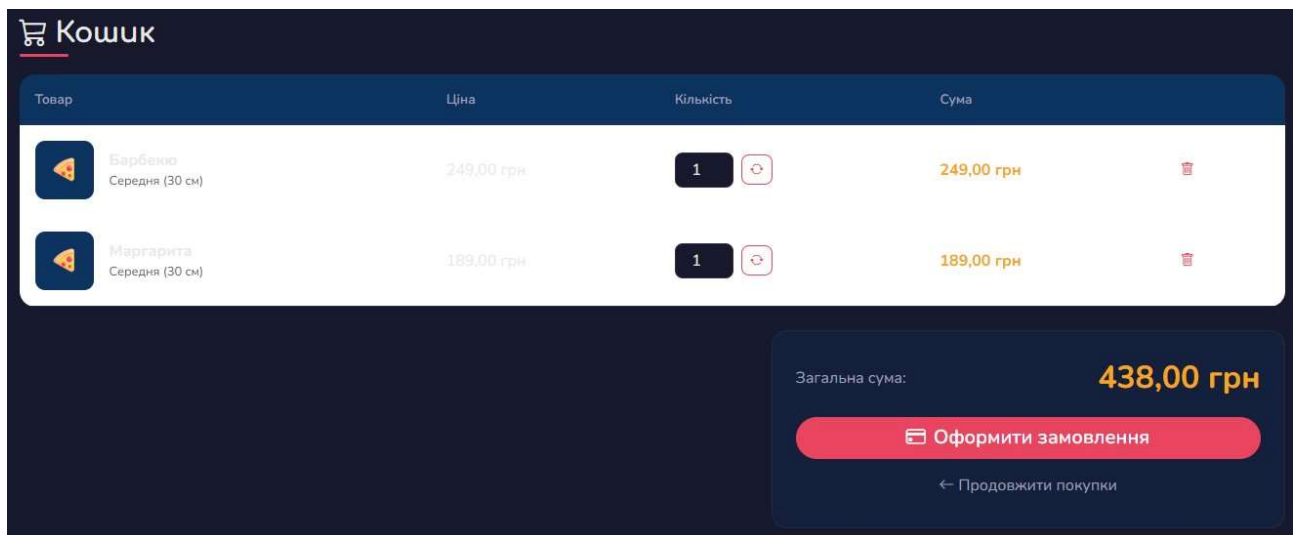 Кошик
Товар Ціна Кількість Сума
Барбекю
Середня (30 см)
249,00 грн 1 249,00 грн
Маргарита
Середня (30 см)
189,00 грн 1 189,00 грн
Загальна сума: 438,00 грн
Оформити замовлення
← Продовжити покупки